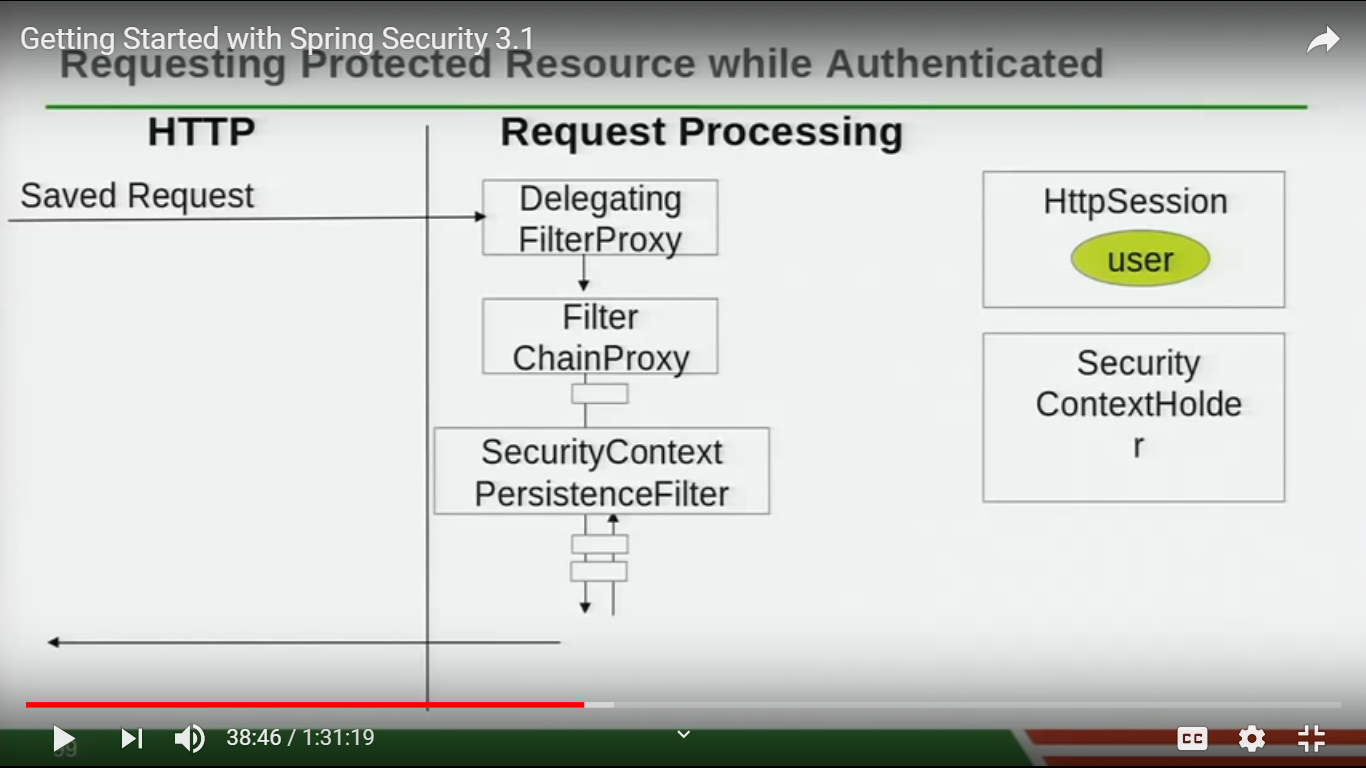 Getting Started with Spring Security 3.1
Requesting Protected Resource while Authenticated
HTTP
Request Processing
Saved Request
Delegating
FilterProxy
Filter
ChainProxy
SecurityContext
PersistenceFilter
HttpSession
user
Security
ContextHolde
r
38:46 / 1:31:19
CC